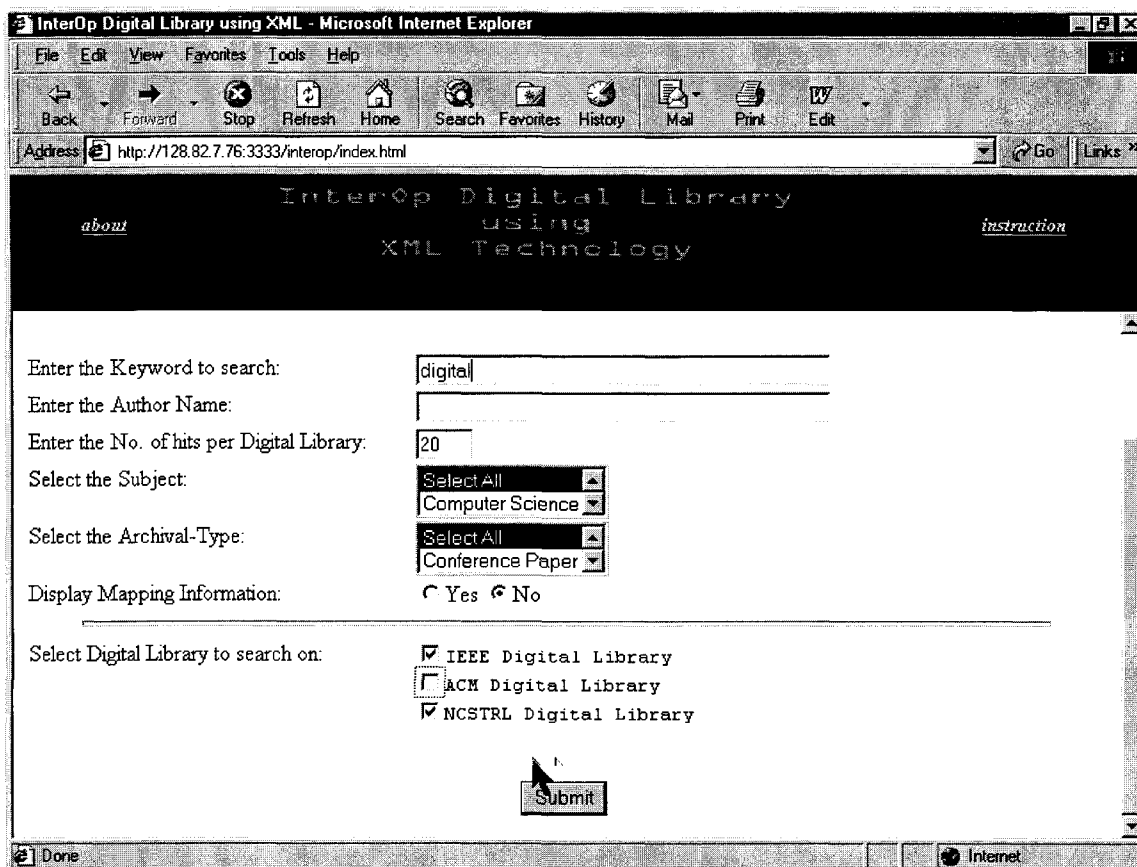 InterOp Digital Library using XML - Microsoft Internet Explorer
File Edit View Favorites Tools Help
Back Forward Stop Refresh Home Search Favorites History Mail Print Edit
Address http://128.82.7.76:3333/interop/index.html Go Links »
InterOp Digital Library
about using instruction
XML Technology
Enter the Keyword to search: digital
Enter the Author Name:
Enter the No. of hits per Digital Library: 20
Select the Subject: Select All
Computer Science
Select the Archival-Type: Select All
Conference Paper
Display Mapping Information: Yes No
Select Digital Library to search on: IEEE Digital Library
ACM Digital Library
NCSTRL Digital Library
Submit
Done Internet